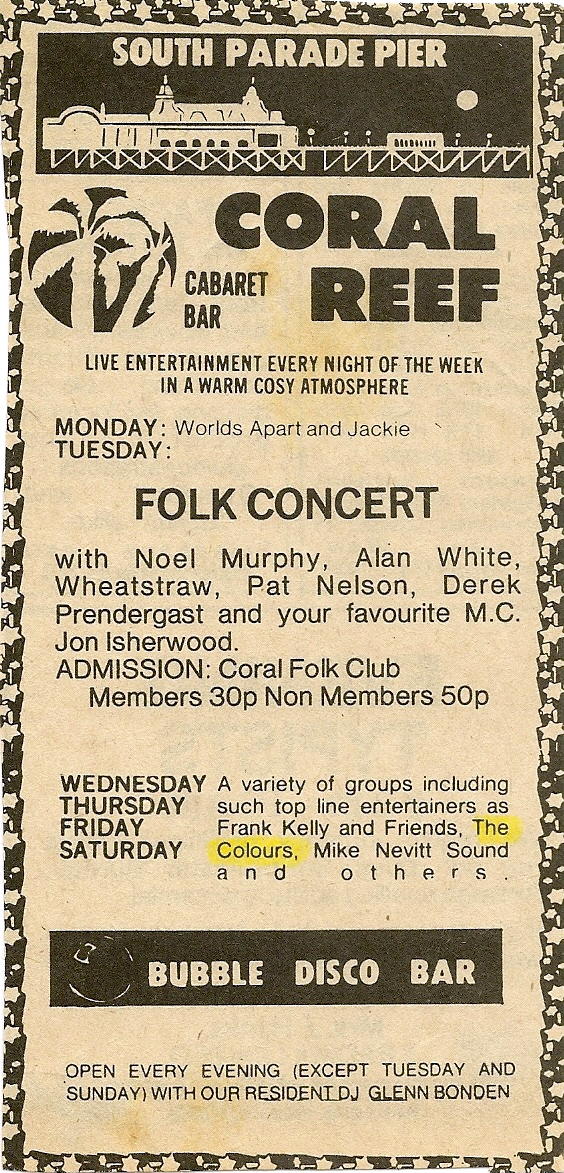 SOUTH PARADE PIER
CORAL
CABARET REEF
BAR
LIVE ENTERTAINMENT EVERY NIGHT OF THE WEEK
IN A WARM COSY ATMOSPHERE
MONDAY: Worlds Apart and Jackie
TUESDAY:
FOLK CONCERT
with Noel Murphy, Alan White,
Wheatstraw, Pat Nelson, Derek
Prendergast and your favourite M.C.
Jon Isherwood.
ADMISSION: Coral Folk Club
Members 30p Non Members 50p
WEDNESDAY A variety of groups including
THURSDAY such top line entertainers as
FRIDAY Frank Kelly and Friends, The
SATURDAY Colours, Mike Nevitt Sound
and others.
BUBBLE DISCO BAR
OPEN EVERY EVENING (EXCEPT TUESDAY AND
SUNDAY) WITH OUR RESIDENT DJ GLENN BONDEN